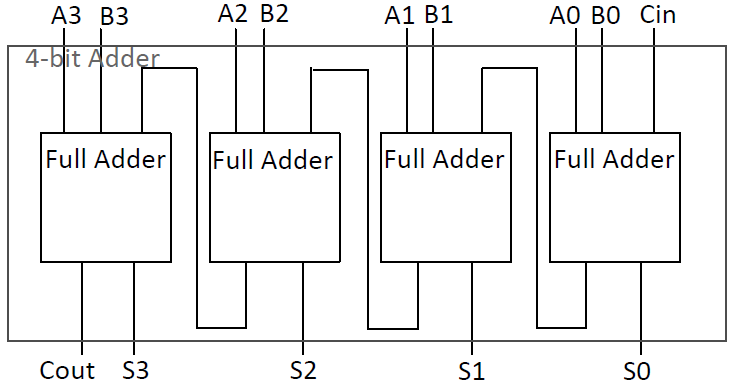 A3 B3 A2 B2 A1 B1 A0 B0 Cin
4-bit Adder
Full Adder Full Adder Full Adder Full Adder
Cout S3 S2 S1 S0